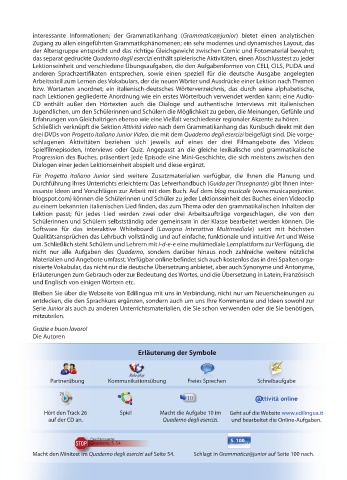 interessante Informationen; der Grammatikanhang (Grammatica@junior) bietet einen analytischen
Zugang zu allen eingeführten Grammatikphänomenen; ein sehr modernes und dynamisches Layout, das
der Altersgruppe entspricht und das richtige Gleichgewicht zwischen Comic und Fotomaterial bewahrt;
das separat gedruckte Quaderno degli esercizi enthält spielerische Aktivitäten, einen Abschlusstest zu jeder
Lektionseinheit und verschiedene Übungsaufgaben, die den Aufgabenformen von CELI, CILS, PLIDA und
anderen Sprachzertifikaten entsprechen, sowie einen speziell für die deutsche Ausgabe angelegten
Arbeitsteil zum Lernen des Vokabulars, der die neuen Wörter und Ausdrücke einer Lektion nach Themen
bzw. Wortarten anordnet; ein italienisch-deutsches Wörterverzeichnis, das durch seine alphabetische,
nach Lektionen gegliederte Anordnung wie ein erstes Wörterbuch verwendet werden kann; eine Audio-
CD enthält außer den Hörtexten auch die Dialoge und authentische Interviews mit italienischen
Jugendlichen, um den Schülerinnen und Schülern die Möglichkeit zu geben, die Meinungen, Gefühle und
Erfahrungen von Gleichaltrigen ebenso wie eine Vielfalt verschiedener regionaler Akzente zu hören.
Schließlich verknüpft die Sektion Attività video nach dem Grammatikanhang das Kursbuch direkt mit den
drei DVDs von Progetto italiano Junior Video, die mit dem Quaderno degli esercizi beigefügt sind. Die vorge-
schlagenen Aktivitäten beziehen sich jeweils auf eines der drei Filmangebote des Videos:
Spielfilmepisoden, Interviews oder Quiz. Angepasst an die gleiche lexikalische und grammatikalische
Progression des Buches, präsentiert jede Episode eine Mini-Geschichte, die sich meistens zwischen den
Dialogen einer jeden Lektionseinheit abspielt und diese ergänzt.
Für Progetto italiano Junior sind weitere Zusatzmaterialien verfügbar, die Ihnen die Planung und
Durchführung Ihres Unterrichts erleichtern: Das Lehrerhandbuch (Guida per l'insegnante) gibt Ihnen inter-
essante Ideen und Vorschläge zur Arbeit mit dem Buch. Auf dem blog musicale (www.musicaperjunior.
blogspot.com) können die Schülerinnen und Schüler zu jeder Lektionseinheit des Buches einen Videoclip
zu einem bekannten italienischen Lied finden, das zum Thema oder den grammatikalischen Inhalten der
Lektion passt; für jedes Lied werden zwei oder drei Arbeitsaufträge vorgeschlagen, die von den
Schülerinnen und Schülern selbstständig oder gemeinsam in der Klasse bearbeitet werden können. Die
Software für das interaktive Whiteboard (Lavagna Interattiva Multimediale) setzt mit höchsten
Qualitätsansprüchen das Lehrbuch vollständig und auf einfache, funktionale und intuitive Art und Weise
um. Schließlich steht Schülern und Lehrern mit i-d-e-e eine multimediale Lernplattform zur Verfügung, die
nicht nur alle Aufgaben des Quaderno, sondern darüber hinaus noch zahlreiche weitere nützliche
Materialien und Angebote umfasst. Verfügbar online befindet sich auch kostenlos das in drei Spalten orga-
nisierte Vokabular, das nicht nur die deutsche Übersetzung anbietet, aber auch Synonyme und Antonyme,
Erläuterungen zum Gebrauch oder zur Bedeutung des Wortes, und die Übersetzung in Latein, Französisch
und Englisch von einigen Wörtern etc.
Bleiben Sie über die Webseite von Edilingua mit uns in Verbindung, nicht nur um Neuerscheinungen zu
entdecken, die den Sprachkurs ergänzen, sondern auch um uns Ihre Kommentare und Ideen sowohl zur
Serie Junior als auch zu anderen Unterrichtsmaterialien, die Sie schon verwenden oder die Sie benötigen,
mitzuteilen.
Grazie e buon lavoro!
Die Autoren
Erläuterung der Symbole
Partnerübung Kommunikationsübung Freies Sprechen Schreibaufgabe
@ttività online
Hört den Track 26 Spiel Macht die Aufgabe 10 im Geht auf die Website www.edilingua.it
auf der CD an. Quaderno degli esercizi. und bearbeitet die Online-Aufgaben.
STOP S. 100
Macht den Minitest im Quaderno degli esercizi auf Seite 54. Schlagt in Grammatica@junior auf Seite 100 nach.